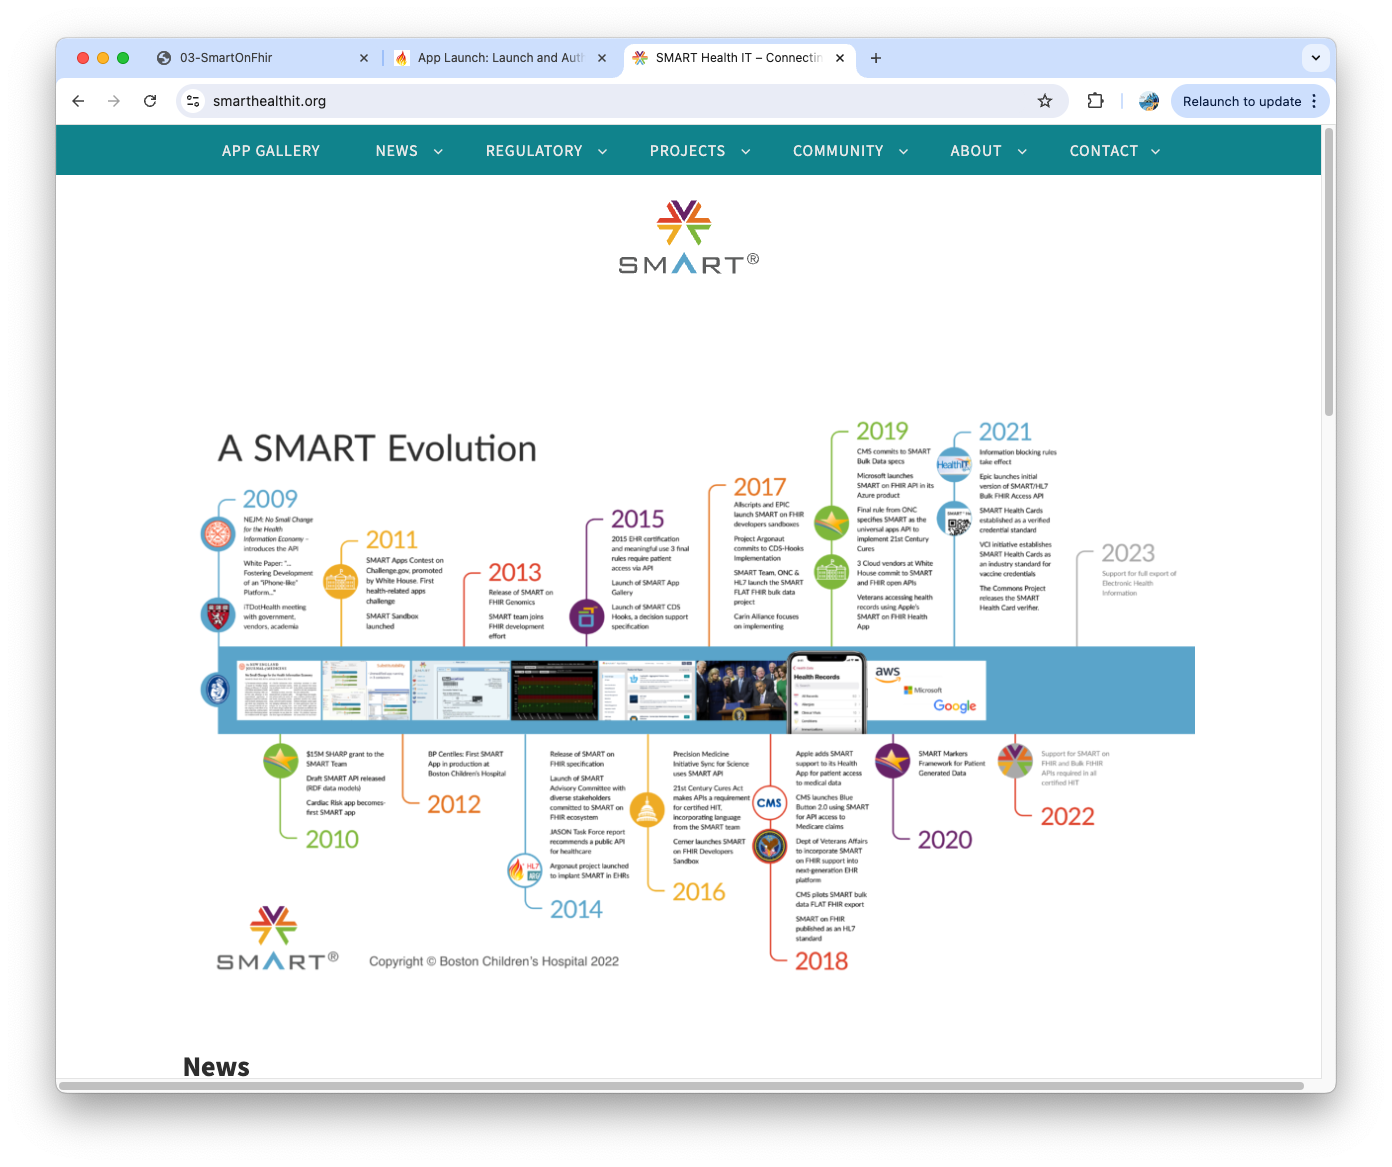 03-SmartOnFhir
App Launch: Launch and Aut
SMART Health IT – Connectin
smarthealthit.org
Relaunch to update
APP GALLERY
NEWS
REGULATORY
PROJECTS
COMMUNITY
ABOUT
CONTACT
SMART®
A SMART Evolution
2009
NEJM: No Small Change
for the Health
Information Economy –
introduces the API
White Paper: "...
Fostering Development
of an "iPhone-like"
Platform..."
ITDotHealth meeting
with government,
vendors, academia
2011
SMART Apps Contest on
Challenge.gov, promoted
by White House. First
health-related apps
challenge
SMART Sandbox
launched
2013
Release of SMART on
FHIR Genomics
SMART team joins
FHIR development
effort
2015
2015 EHR certification
and meaningful use 3 final
rules require patient
access via API
Launch of SMART App
Gallery
Launch of SMART CDS
Hooks, a decision support
specification
2017
Allscripts and EPIC
launch SMART on FHIR
developers sandboxes
Project Argonaut
commits to CDS-Hooks
Implementation
SMART Team, ONC &
HL7 launch the SMART
FLAT FHIR bulk data
project
Carin Alliance focuses
on implementing
2019
CMS commits to SMART
Bulk Data specs
Microsoft launches
SMART on FHIR API in its
Azure product
Final rule from ONC
specifies SMART as the
universal apps API to
implement 21st Century
Cures
3 Cloud vendors at White
House commit to SMART
and FHIR open APIs
Veterans accessing health
records using Apple's
SMART on FHIR Health
App
2021
HealthIT
Information blocking rules
take effect
Epic launches initial
version of SMART/HL7
Bulk FHIR Access API
SMART Health Cards
established as a verified
credential standard
VCI initiative establishes
SMART Health Cards as
an industry standard for
vaccine credentials
The Commons Project
releases the SMART
Health Card verifier.
2023
Support for full export of
Electronic Health
Information
Health Records
aws
Microsoft
Google
$15M SHARP grant to the
SMART Team
Draft SMART API released
(RDF data models)
Cardiac Risk app becomes-
first SMART app
2010
BP Centiles: First SMART
App in production at
Boston Children's Hospital
2012
Release of SMART on
FHIR specification
Launch of SMART
Advisory Committee with
diverse stakeholders
committed to SMART on
FHIR ecosystem
JASON Task Force report
recommends a public API
for healthcare
Argonaut project launched
to implant SMART in EHRs
HL7
2014
Precision Medicine
Initiative Sync for Science
uses SMART API
21st Century Cures Act
makes APIs a requirement
for certified HIT,
incorporating language
from the SMART team
Cerner launches SMART
on FHIR Developers
Sandbox
2016
CMS
Apple adds SMART
support to its Health
App for patient access
to medical data
CMS launches Blue
Button 2.0 using SMART
for API access to
Medicare claims
Dept of Veterans Affairs
to incorporate SMART
on FHIR support into
next-generation EHR
platform
CMS pilots SMART bulk
data FLAT FHIR export
SMART on FHIR
published as an HL7
standard
2018
SMART Markers
Framework for Patient
Generated Data
2020
Support for SMART on
FHIR and Bulk FHIR
APIs required in all
certified HIT
2022
SMART®
Copyright © Boston Children's Hospital 2022
News